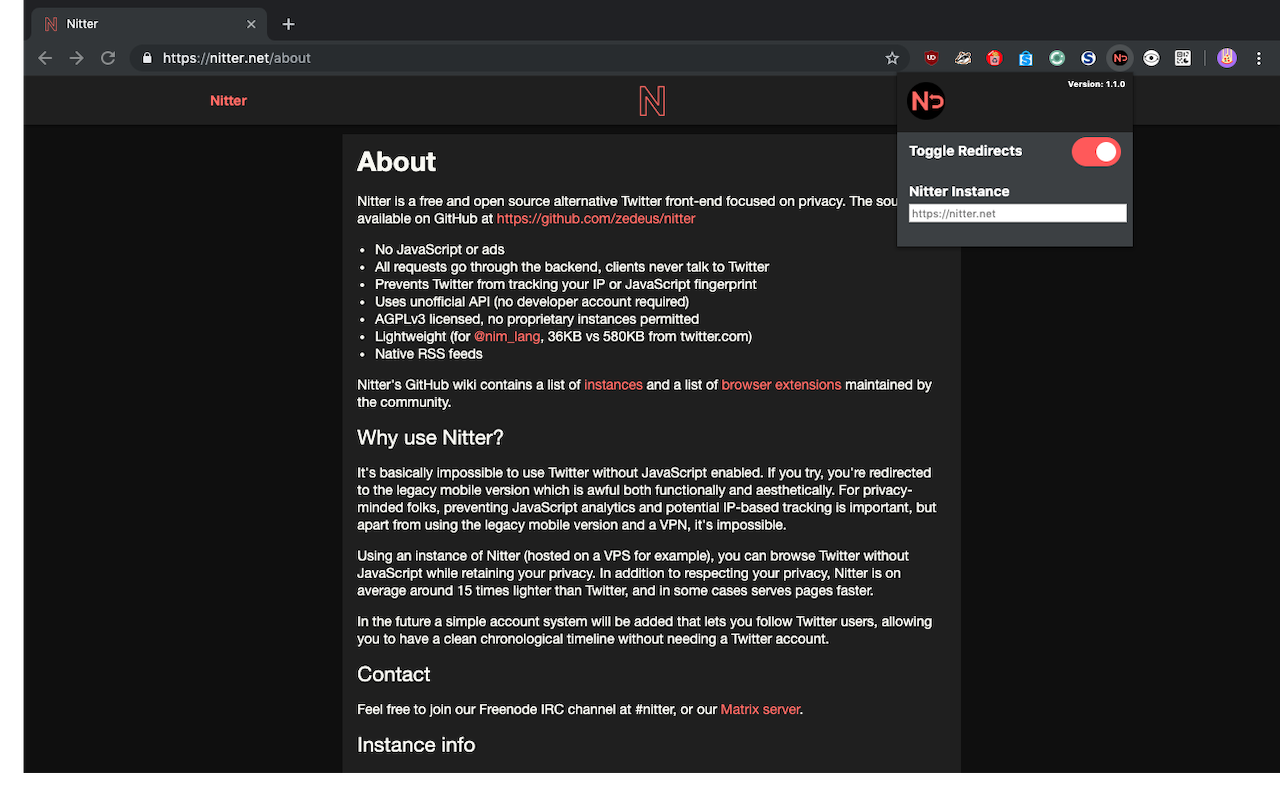 Nitter
https://nitter.net/about
Nitter
N
Version: 1.1.0
Toggle Redirects
Nitter Instance
https://nitter.net
About
Nitter is a free and open source alternative Twitter front-end focused on privacy. The sou
available on GitHub at https://github.com/zedeus/nitter
• No JavaScript or ads
• All requests go through the backend, clients never talk to Twitter
• Prevents Twitter from tracking your IP or JavaScript fingerprint
• Uses unofficial API (no developer account required)
• AGPLv3 licensed, no proprietary instances permitted
• Lightweight (for @nim_lang, 36KB vs 580KB from twitter.com)
• Native RSS feeds
Nitter's GitHub wiki contains a list of instances and a list of browser extensions maintained by
the community.
Why use Nitter?
It's basically impossible to use Twitter without JavaScript enabled. If you try, you're redirected
to the legacy mobile version which is awful both functionally and aesthetically. For privacy-
minded folks, preventing JavaScript analytics and potential IP-based tracking is important, but
apart from using the legacy mobile version and a VPN, it's impossible.
Using an instance of Nitter (hosted on a VPS for example), you can browse Twitter without
JavaScript while retaining your privacy. In addition to respecting your privacy, Nitter is on
average around 15 times lighter than Twitter, and in some cases serves pages faster.
In the future a simple account system will be added that lets you follow Twitter users, allowing
you to have a clean chronological timeline without needing a Twitter account.
Contact
Feel free to join our Freenode IRC channel at #nitter, or our Matrix server.
Instance info